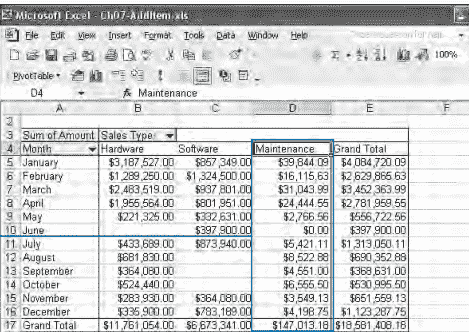 Microsoft Excel - Ch07-AddItem.xls
File Edit View Insert Format Tools Data Window Help
100%
PivotTable
D4 fx Maintenance
A B C D E F
2
3 Sum of Amount Sales Type
4 Month Hardware Software Maintenance Grand Total
5 January $3,187,527.00 $857,349.00 $39,844.09 $4,084,720.09
6 February $1,289,250.00 $1,324,500.00 $16,115.63 $2,629,865.63
7 March $2,483,519.00 $937,801.00 $31,043.99 $3,452,363.99
8 April $1,955,564.00 $801,951.00 $24,444.55 $2,781,959.55
9 May $221,325.00 $332,631.00 $2,766.56 $556,722.56
10 June $397,900.00 $0.00 $397,900.00
11 July $433,689.00 $873,940.00 $5,421.11 $1,313,050.11
12 August $681,830.00 $8,522.88 $690,352.88
13 September $364,080.00 $4,551.00 $368,631.00
14 October $524,440.00 $6,555.50 $530,995.50
15 November $283,930.00 $364,080.00 $3,549.13 $651,559.13
16 December $335,900.00 $783,189.00 $4,198.75 $1,123,287.75
17 Grand Total $11,761,054.00 $6,673,341.00 $147,013.18 $18,581,408.18